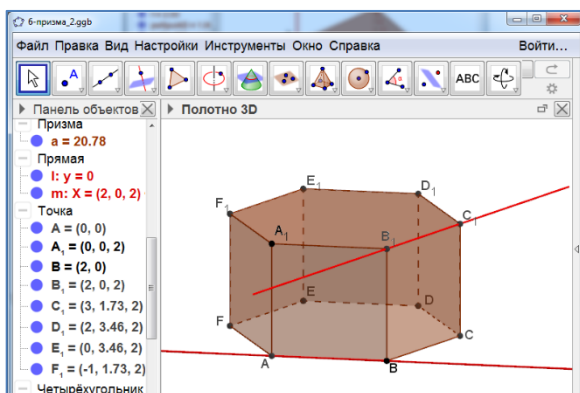 6-призма_2.ggb
Файл Правка Вид Настройки Инструменты Окно Справка Войти...
A
ABC
Панель объектов
Полотно 3D
Призма
a = 20.78
Прямая
l: y = 0
m: X = (2, 0, 2)
Точка
A = (0, 0)
A₁ = (0, 0, 2)
B = (2, 0)
B₁ = (2, 0, 2)
C₁ = (3, 1.73, 2)
D₁ = (2, 3.46, 2)
E₁ = (0, 3.46, 2)
F₁ = (-1, 1.73, 2)
Четырёхугольник
E₁
D₁
F₁
C₁
A₁
B₁
E
D
F
C
A
B